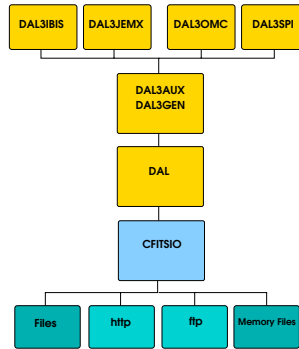 DAL3IBIS DAL3JEMX DAL3OMC DAL3SPI
DAL3AUX
DAL3GEN
DAL
CFITSIO
Files http ftp Memory Files